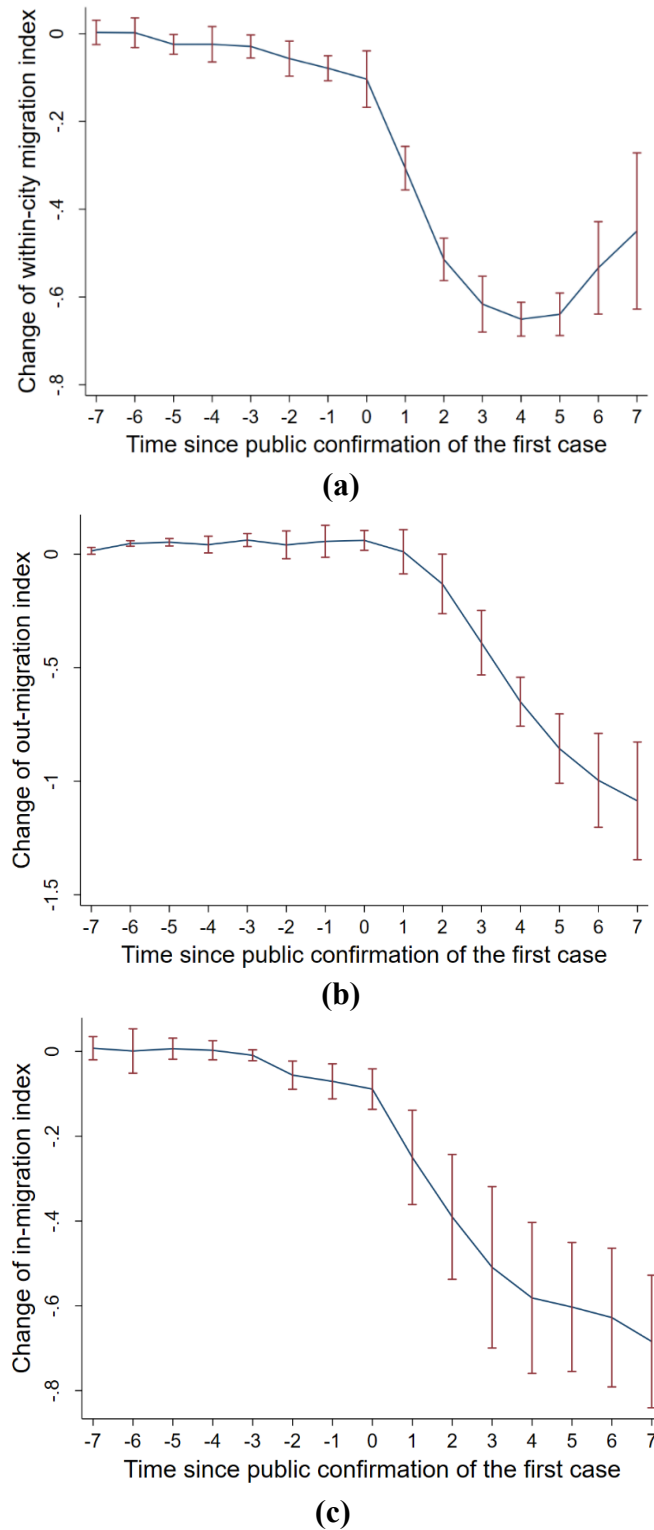 Change of within-city migration index
0
-.2
-.4
-.6
-.8
-7 -6 -5 -4 -3 -2 -1 0 1 2 3 4 5 6 7
Time since public confirmation of the first case
(a)
Change of out-migration index
0
-.5
-1
-1.5
-7 -6 -5 -4 -3 -2 -1 0 1 2 3 4 5 6 7
Time since public confirmation of the first case
(b)
Change of in-migration index
0
-.2
-.4
-.6
-.8
-7 -6 -5 -4 -3 -2 -1 0 1 2 3 4 5 6 7
Time since public confirmation of the first case
(c)